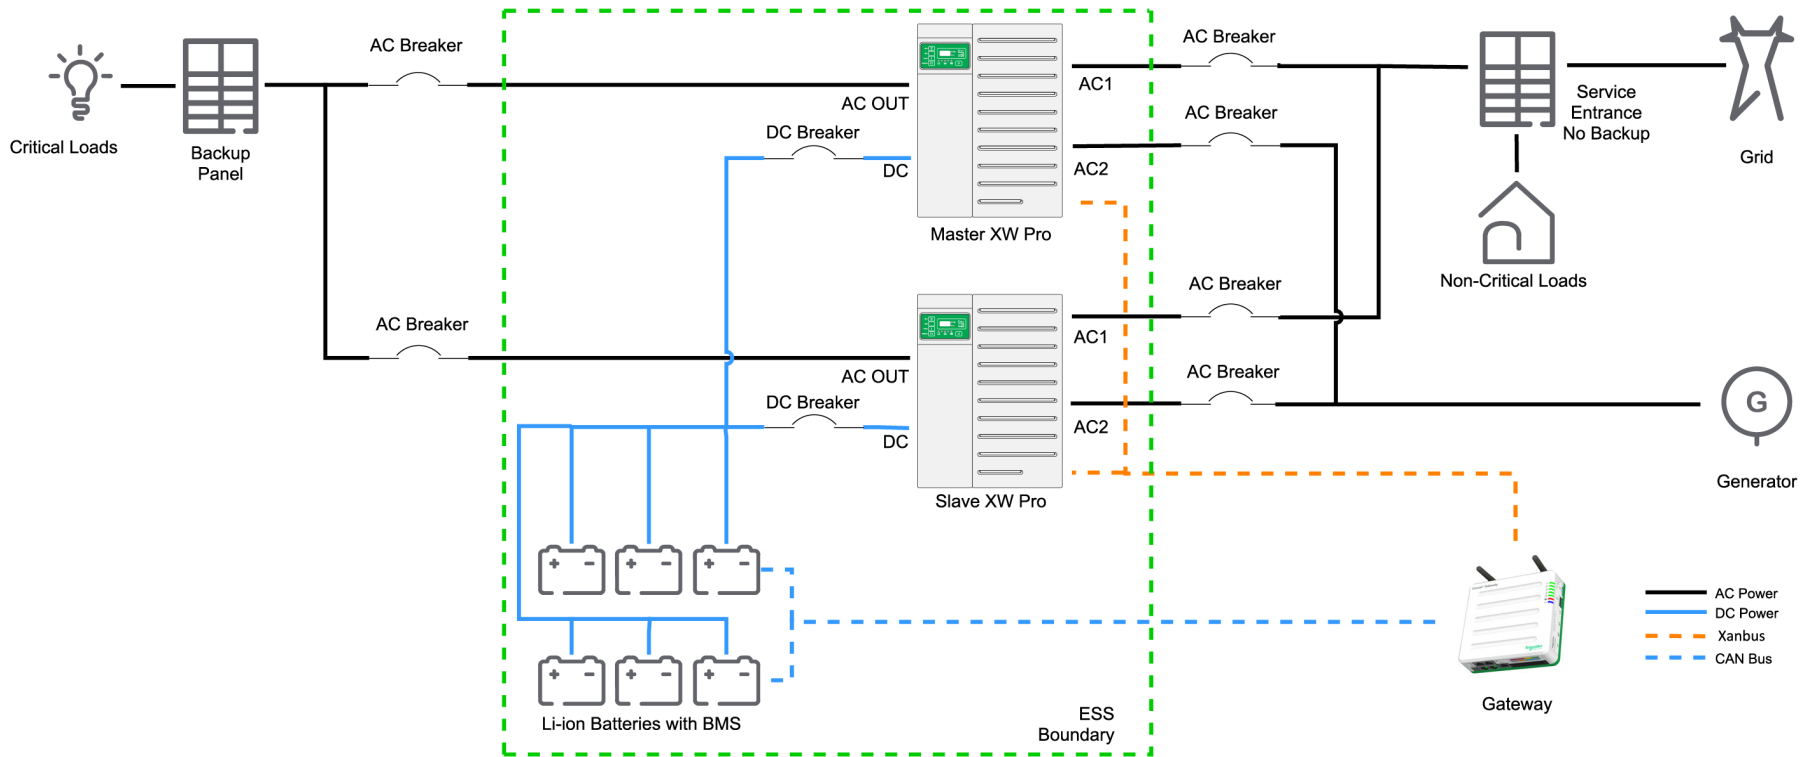 AC Breaker
AC Breaker
AC Breaker
Critical Loads
Backup
Panel
AC OUT
DC Breaker
DC
AC1
AC2
Master XW Pro
Service
Entrance
No Backup
Grid
Non-Critical Loads
AC Breaker
AC Breaker
AC OUT
DC Breaker
DC
AC1
AC Breaker
AC2
Slave XW Pro
G
Generator
Li-ion Batteries with BMS
ESS
Boundary
Gateway
AC Power
DC Power
Xanbus
CAN Bus